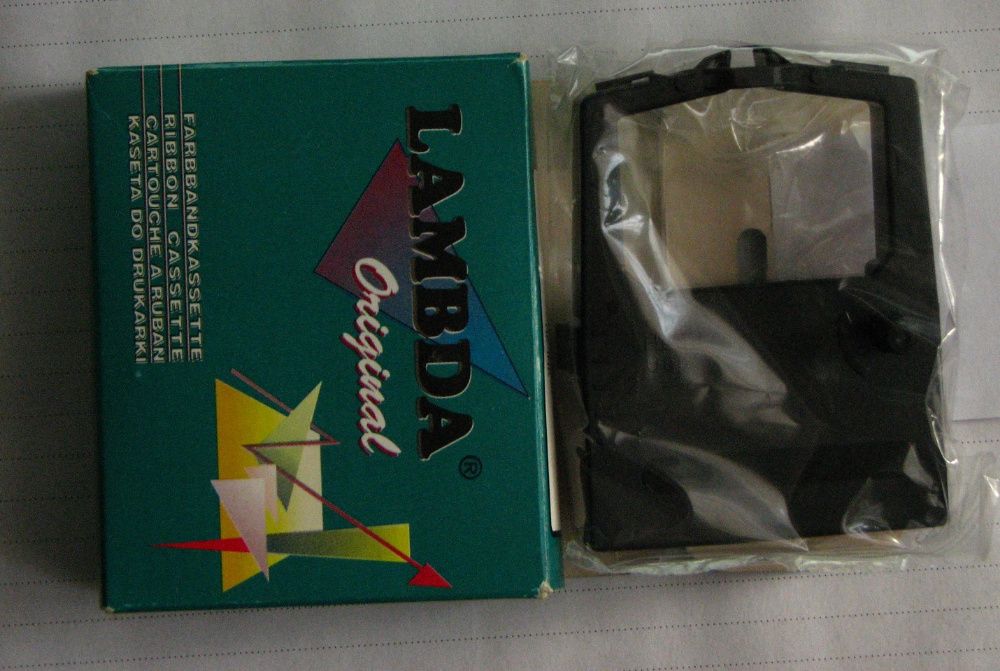 LAMBDA ®
Original
FARBBANDKASSETTE
RIBBON CASSETTE
CARTOUCHE A RUBAN
KASETA DO DRUKARKI